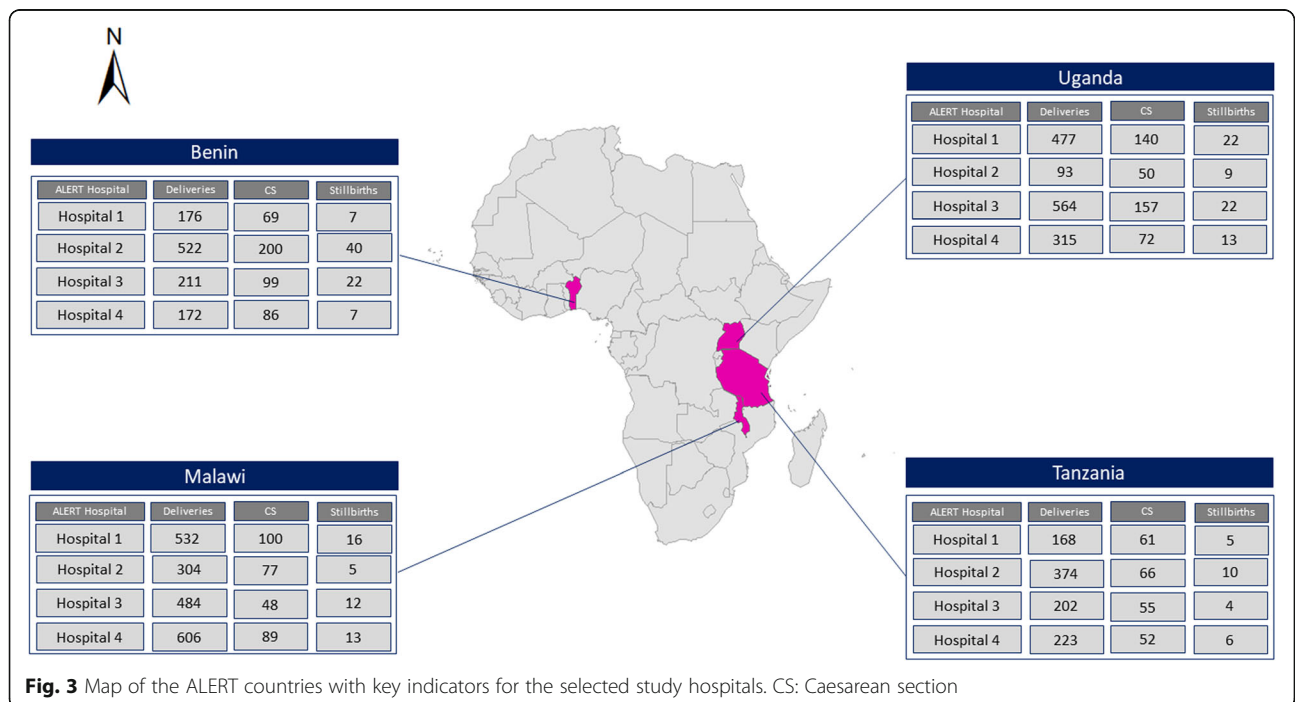 N
Benin
ALERT Hospital Deliveries CS Stillbirths
Hospital 1 176 69 7
Hospital 2 522 200 40
Hospital 3 211 99 22
Hospital 4 172 86 7
Uganda
ALERT Hospital Deliveries CS Stillbirths
Hospital 1 477 140 22
Hospital 2 93 50 9
Hospital 3 564 157 22
Hospital 4 315 72 13
Malawi
ALERT Hospital Deliveries CS Stillbirths
Hospital 1 532 100 16
Hospital 2 304 77 5
Hospital 3 484 48 12
Hospital 4 606 89 13
Tanzania
ALERT Hospital Deliveries CS Stillbirths
Hospital 1 168 61 5
Hospital 2 374 66 10
Hospital 3 202 55 4
Hospital 4 223 52 6
Fig. 3 Map of the ALERT countries with key indicators for the selected study hospitals. CS: Caesarean section